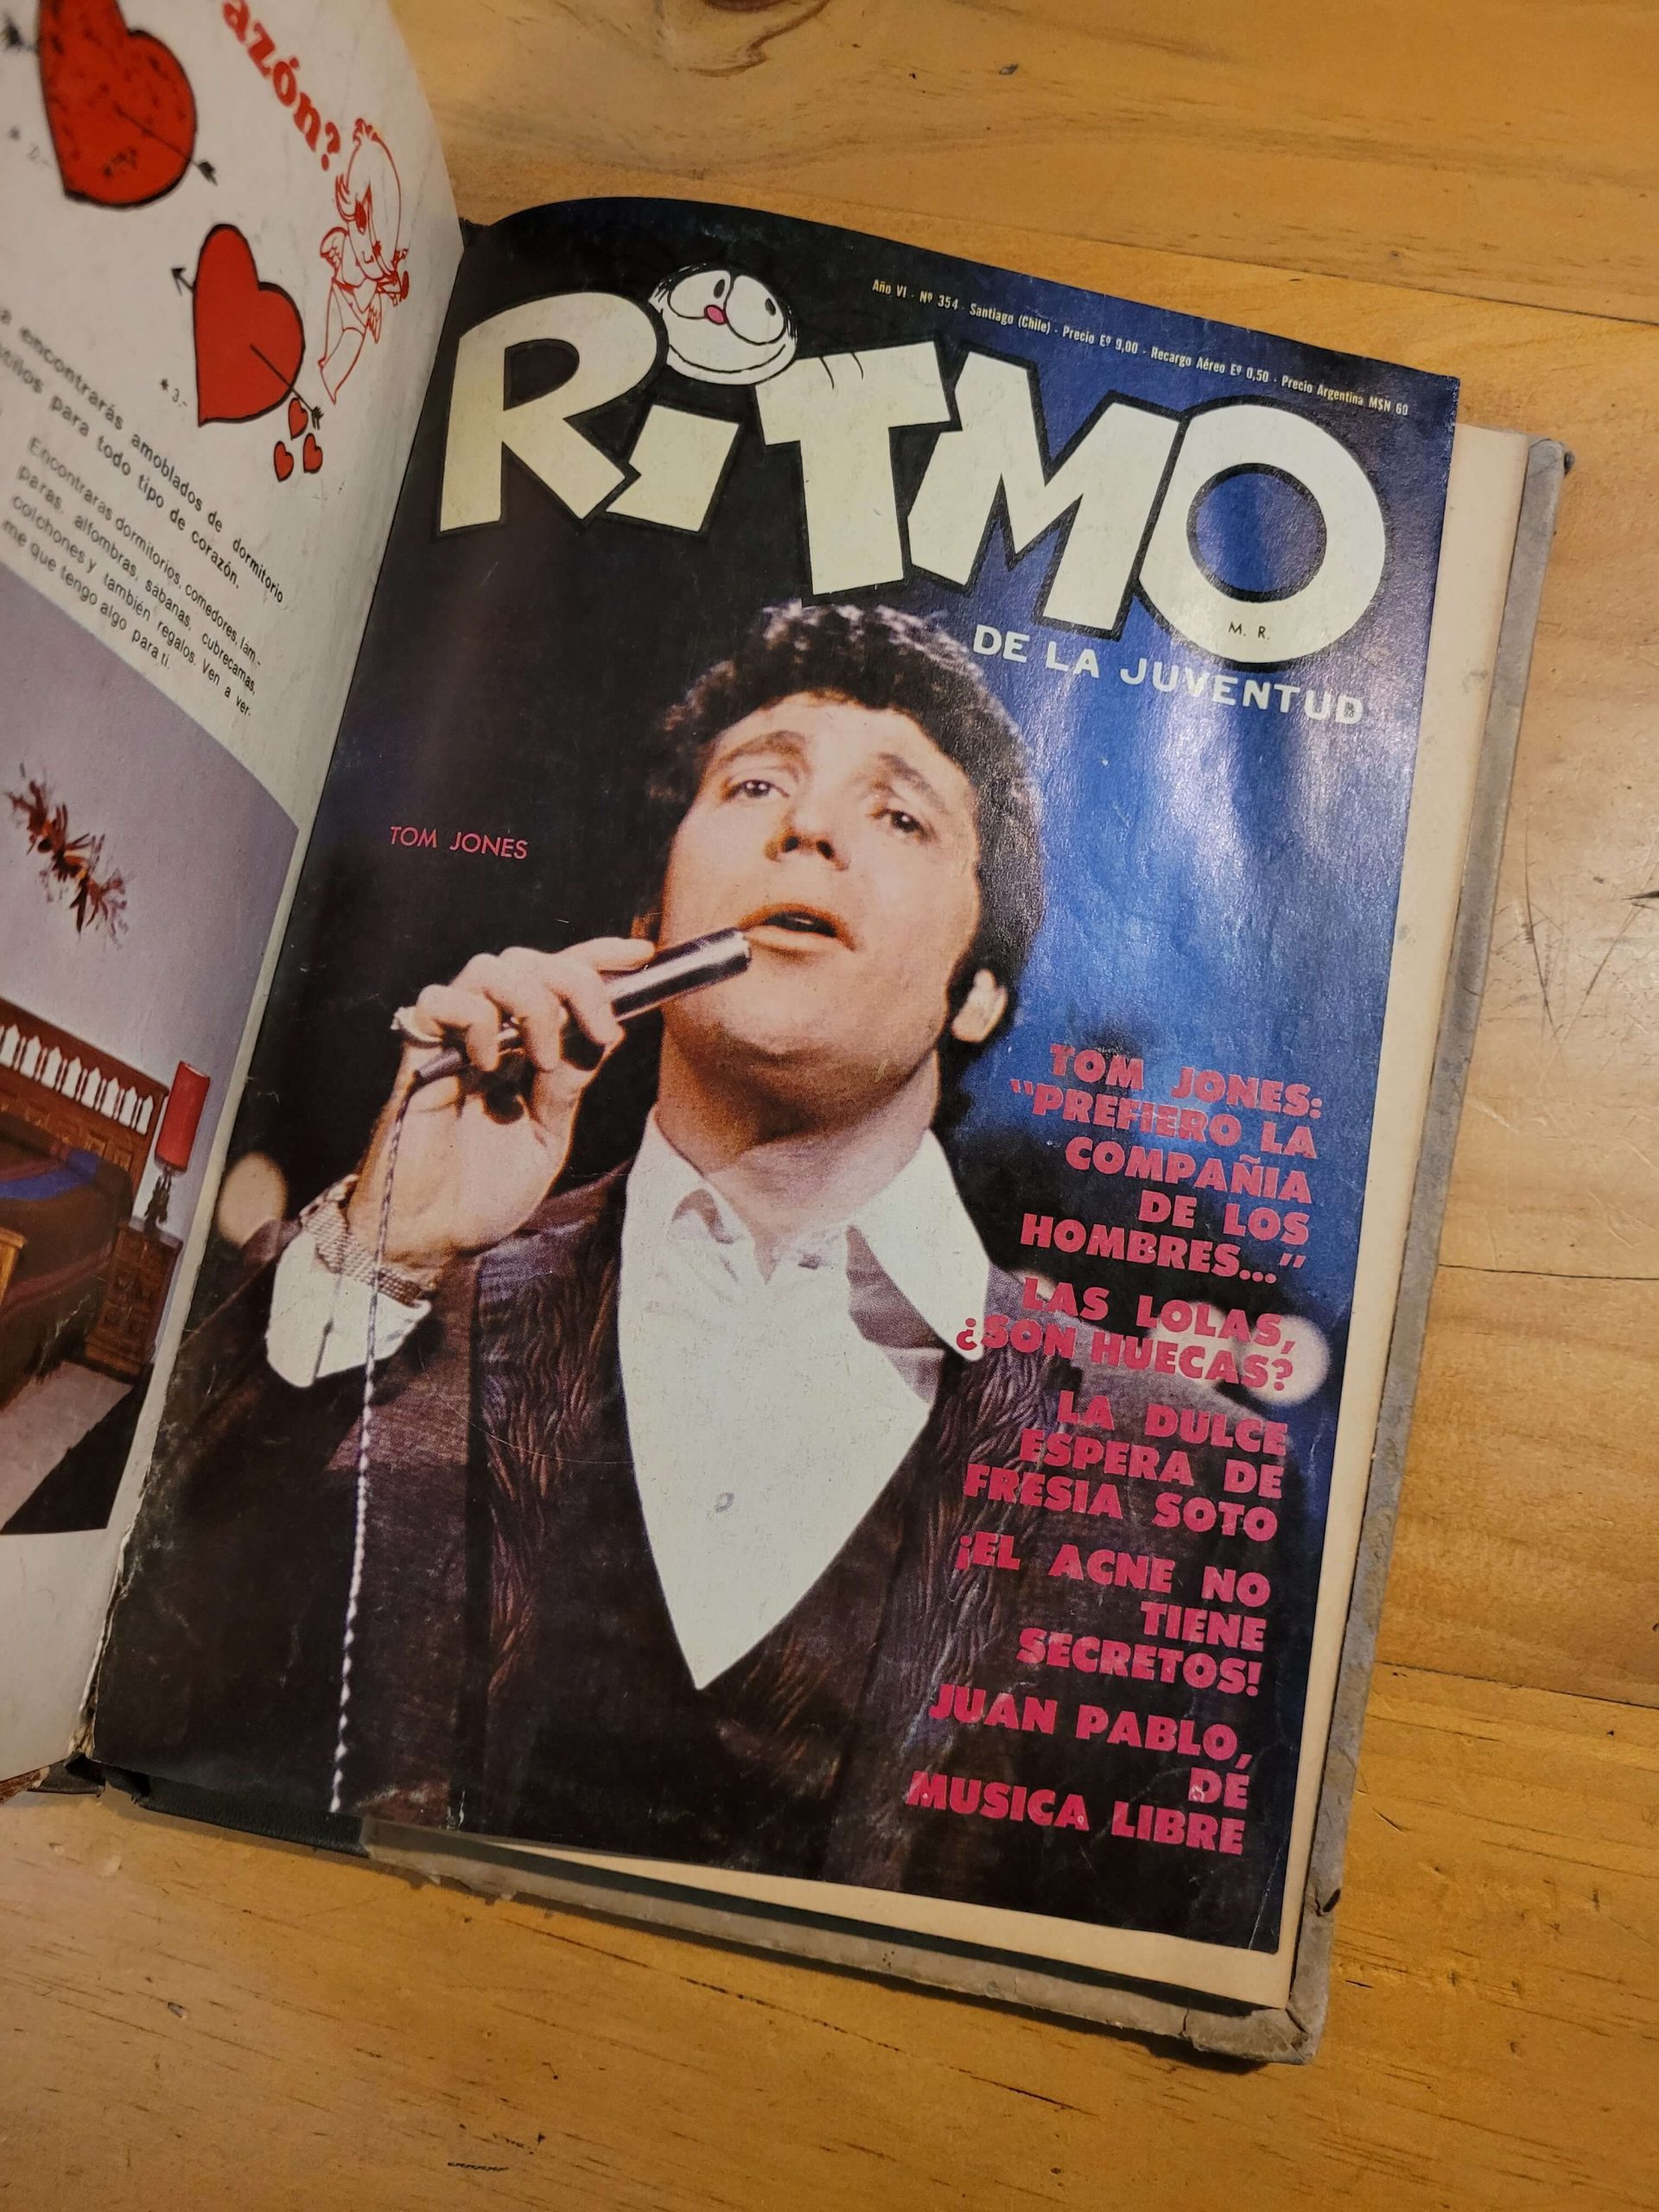 azón?
* 3.-
encontrarás amoblados de dormitorio
para todo tipo de corazón.
Encontraras dormitorios, comedores, lám-
paras, alfombras, sábanas, cubrecamas,
colchones y también regalos. Ven a ver-
me que tengo algo para ti.
Año VI - Nº 354 - Santiago (Chile) - Precio Eº 9,00 - Recargo Aéreo Eº 0,50 - Precio Argentina M$N 60
RiTMO
M. R.
DE LA JUVENTUD
TOM JONES
TOM JONES:
"PREFIERO LA
COMPAÑIA
DE LOS
HOMBRES..."
LAS LOLAS,
¿SON HUECAS?
LA DULCE
ESPERA DE
FRESIA SOTO
¡EL ACNE NO
TIENE
SECRETOS!
JUAN PABLO,
DE
MUSICA LIBRE